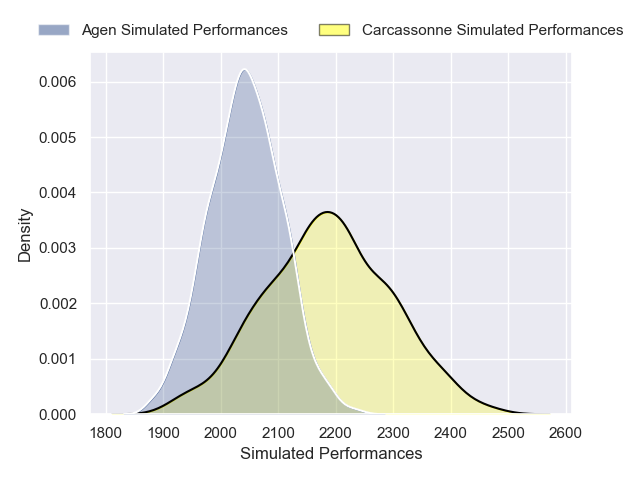 Agen Simulated Performances
Carcassonne Simulated Performances
0.006
0.005
0.004
0.003
0.002
0.001
0.000
Density
1800 1900 2000 2100 2200 2300 2400 2500 2600
Simulated Performances